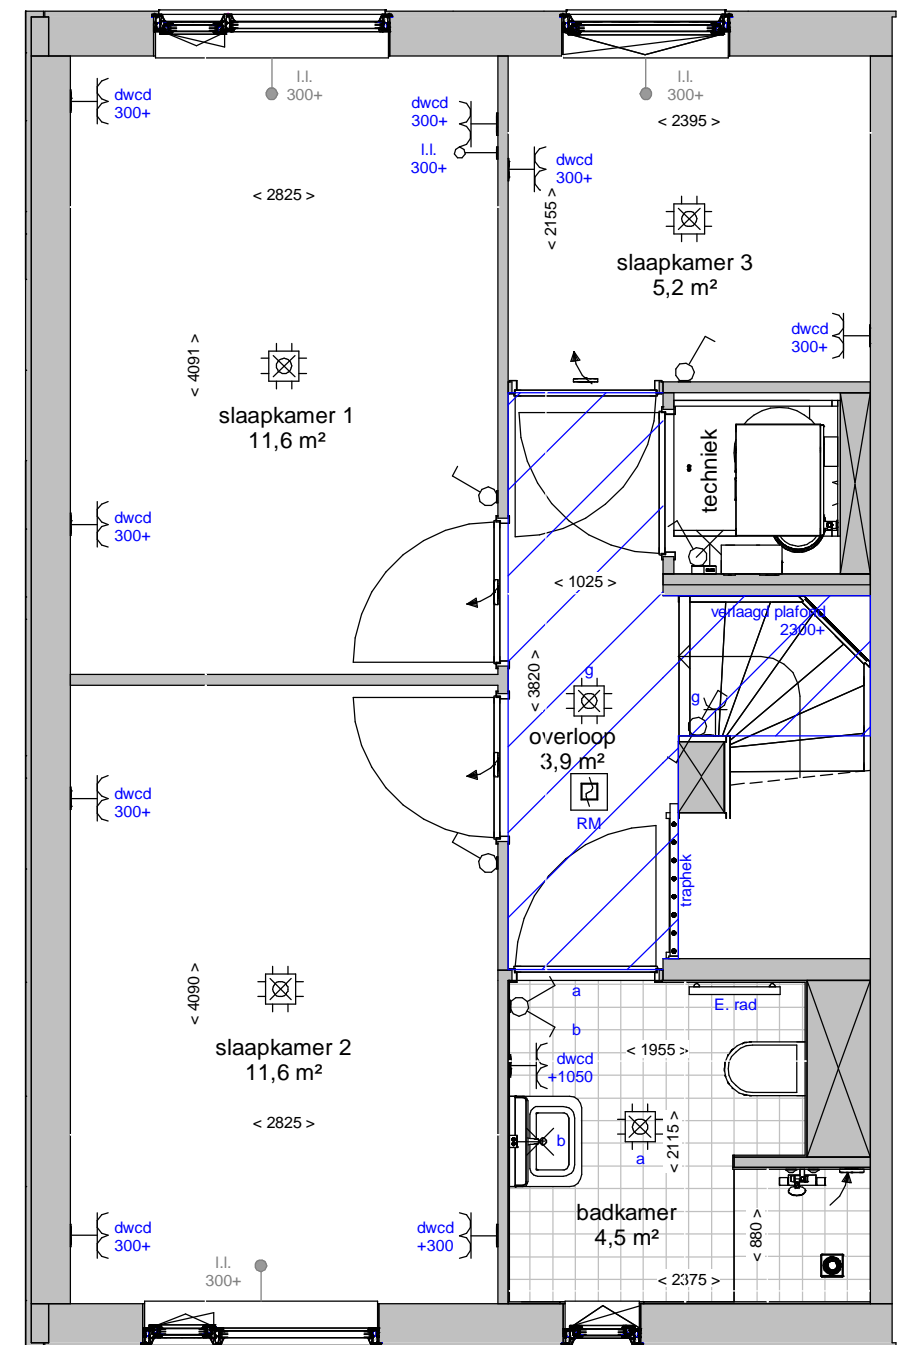 dwcd
300+
l.l.
300+
dwcd
300+
l.l.
300+
< 2825 >
< 4091 >
slaapkamer 1
11,6 m²
dwcd
300+
l.l.
300+
< 2395 >
dwcd
300+
< 2155 >
slaapkamer 3
5,2 m²
dwcd
300+
techniek
< 1025 >
verlaagd plafond
2300+
< 3820 >
g
g
overloop
3,9 m²
RM
traphek
dwcd
300+
< 4090 >
slaapkamer 2
11,6 m²
< 2825 >
dwcd
300+
dwcd
+300
l.l.
300+
a
b
E. rad
dwcd
+1050
< 1955 >
b
a
< 2115 >
badkamer
4,5 m²
< 880 >
< 2375 >